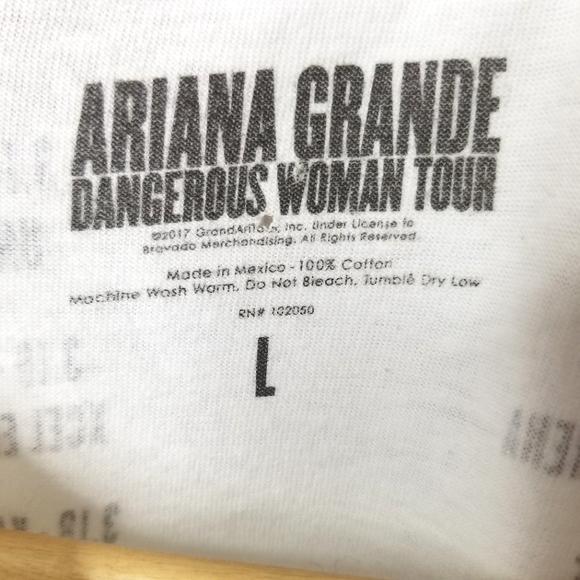 ARIANA GRANDE
DANGEROUS WOMAN TOUR
©2017 GrandAriTour, Inc. Under License to
Bravado Merchandising. All Rights Reserved.
Made in Mexico - 100% Cotton
Machine Wash Warm, Do Not Bleach, Tumble Dry Low
RN# 102050
L